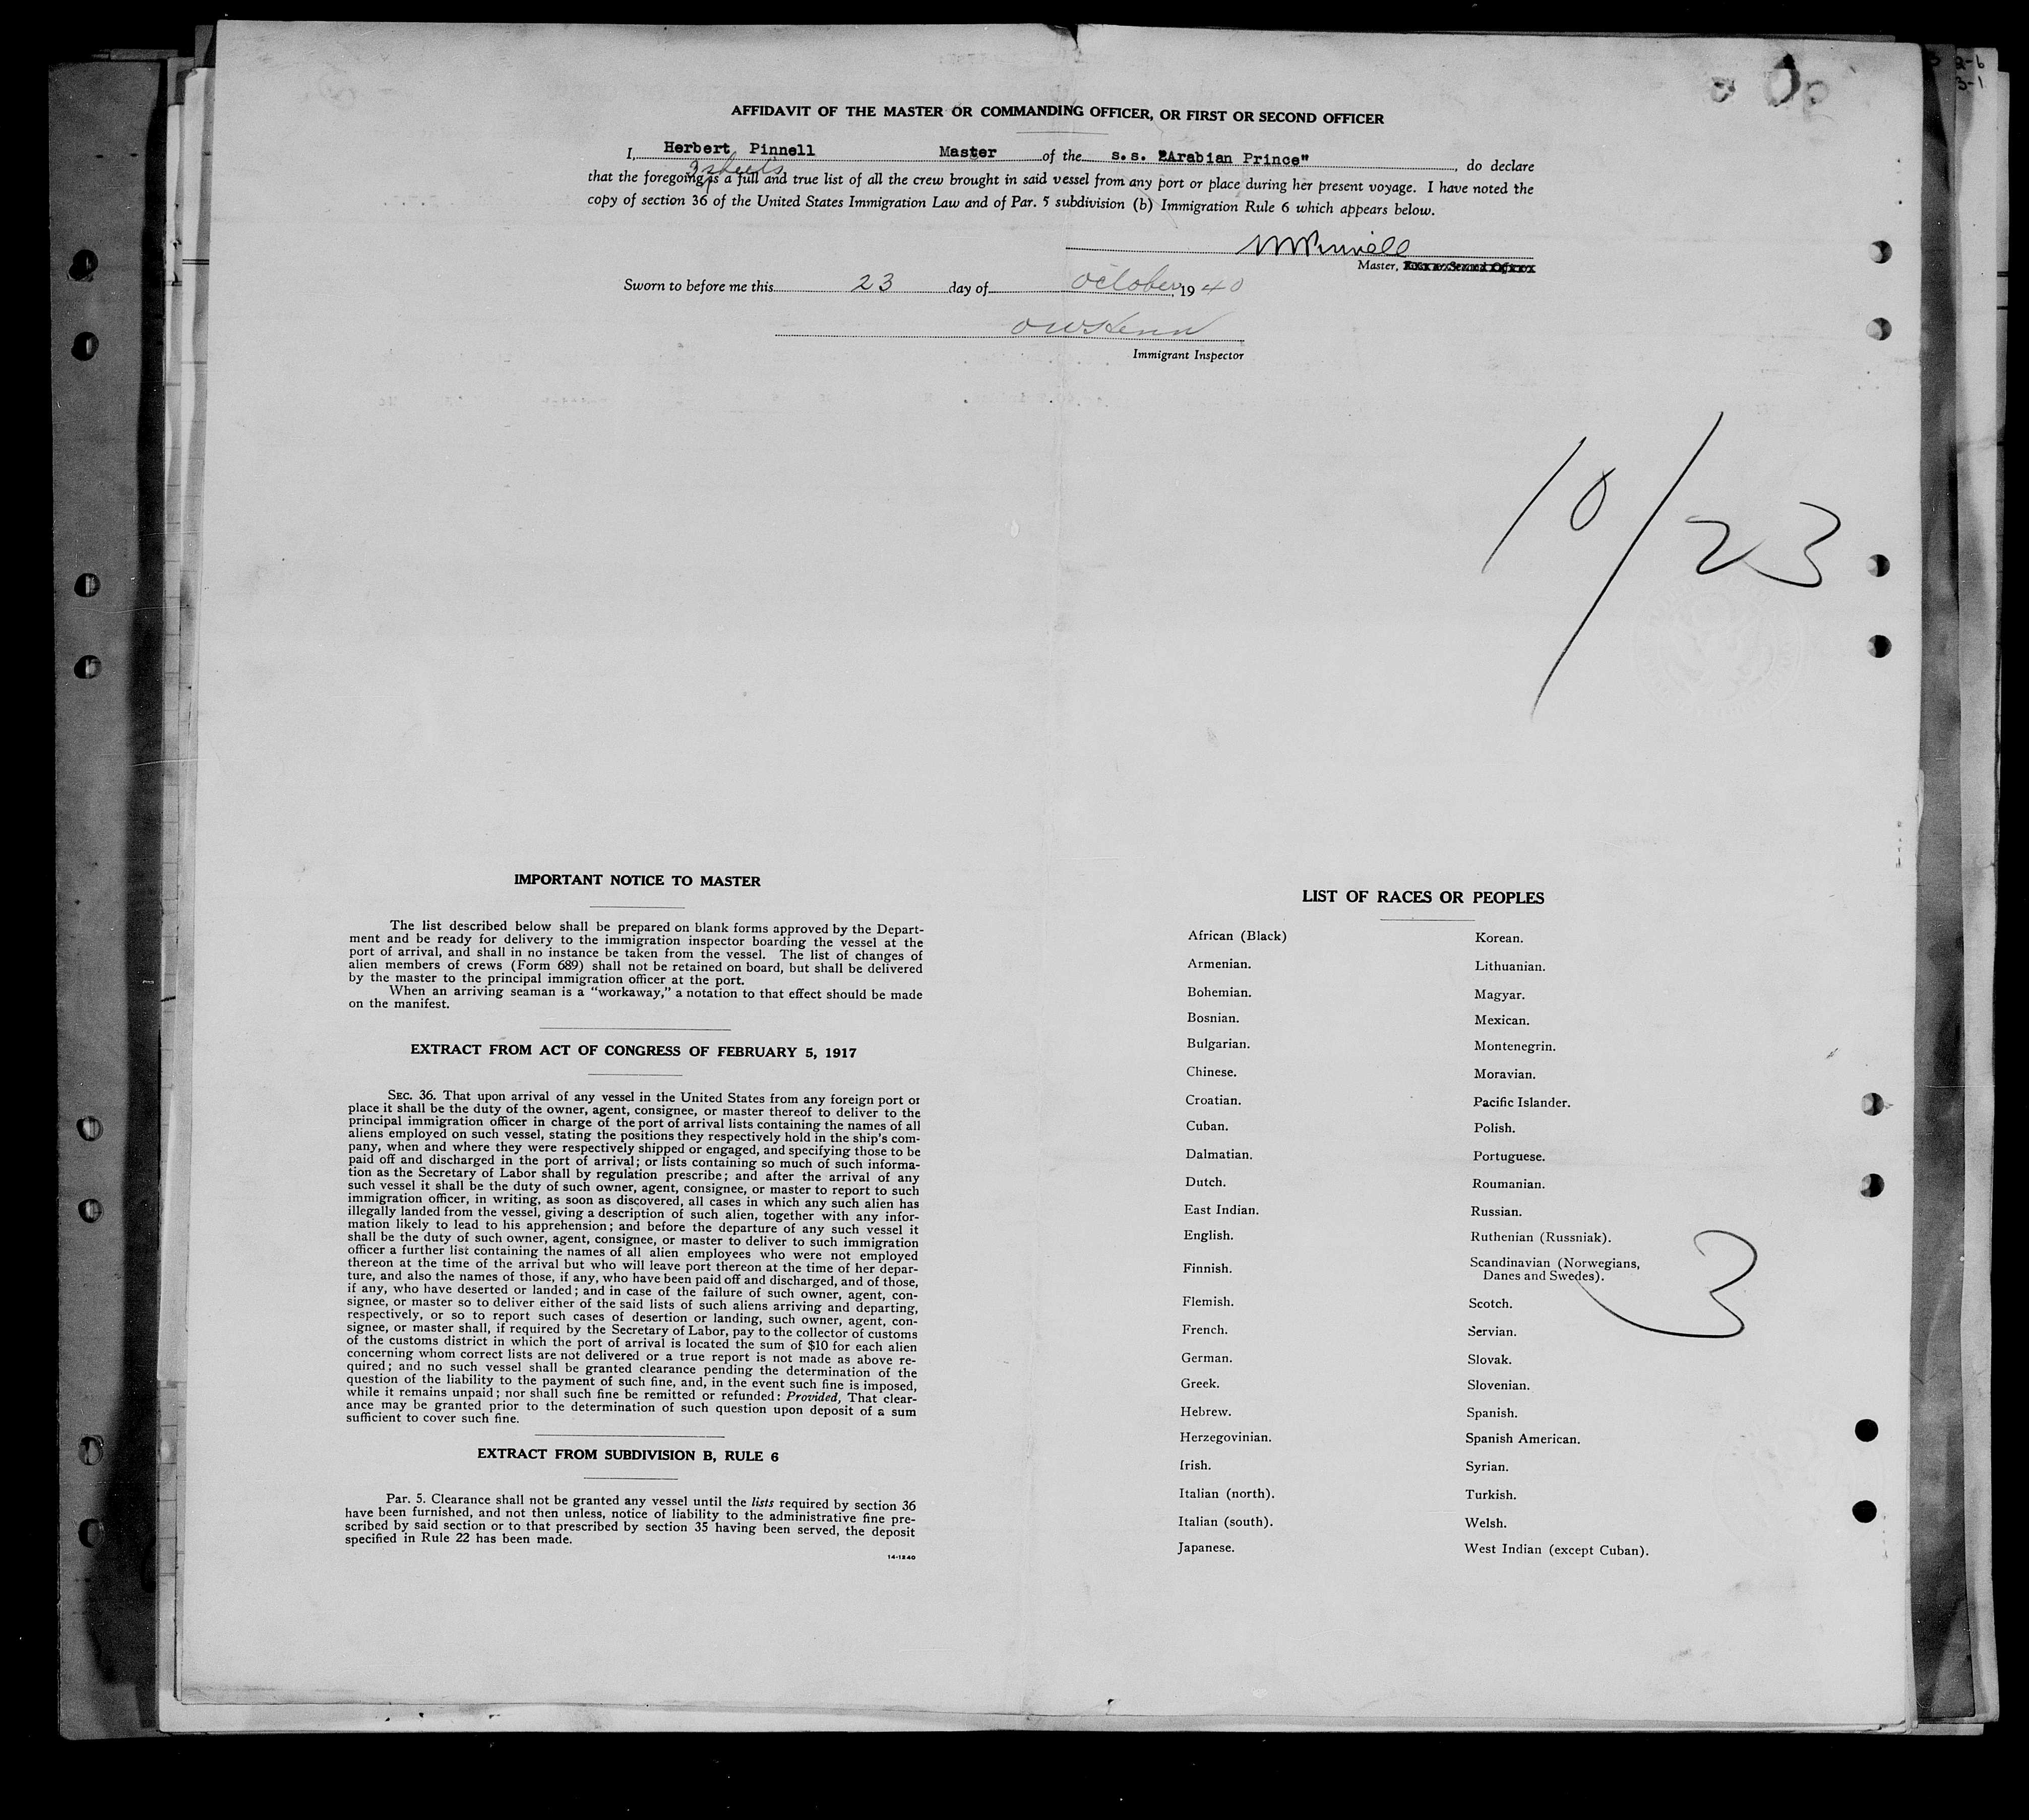 2-6
3-1
AFFIDAVIT OF THE MASTER OR COMMANDING OFFICER, OR FIRST OR SECOND OFFICER
I, Herbert Pinnell Master of the s.s. "Arabian Prince", do declare
3 sheets
that the foregoing is a full and true list of all the crew brought in said vessel from any port or place during her present voyage. I have noted the
copy of section 36 of the United States Immigration Law and of Par. 5 subdivision (b) Immigration Rule 6 which appears below.
Pinnell
Master,
Sworn to before me this 23 day of October, 1940
Immigrant Inspector
10/23
IMPORTANT NOTICE TO MASTER
The list described below shall be prepared on blank forms approved by the Depart-
ment and be ready for delivery to the immigration inspector boarding the vessel at the
port of arrival, and shall in no instance be taken from the vessel. The list of changes of
alien members of crews (Form 689) shall not be retained on board, but shall be delivered
by the master to the principal immigration officer at the port.
When an arriving seaman is a "workaway," a notation to that effect should be made
on the manifest.
EXTRACT FROM ACT OF CONGRESS OF FEBRUARY 5, 1917
SEC. 36. That upon arrival of any vessel in the United States from any foreign port or
place it shall be the duty of the owner, agent, consignee, or master thereof to deliver to the
principal immigration officer in charge of the port of arrival lists containing the names of all
aliens employed on such vessel, stating the positions they respectively hold in the ship's com-
pany, when and where they were respectively shipped or engaged, and specifying those to be
paid off and discharged in the port of arrival; or lists containing so much of such informa-
tion as the Secretary of Labor shall by regulation prescribe; and after the arrival of any
such vessel it shall be the duty of such owner, agent, consignee, or master to report to such
immigration officer, in writing, as soon as discovered, all cases in which any such alien has
illegally landed from the vessel, giving a description of such alien, together with any infor-
mation likely to lead to his apprehension; and before the departure of any such vessel it
shall be the duty of such owner, agent, consignee, or master to deliver to such immigration
officer a further list containing the names of all alien employees who were not employed
thereon at the time of the arrival but who will leave port thereon at the time of her depar-
ture, and also the names of those, if any, who have been paid off and discharged, and of those,
if any, who have deserted or landed; and in case of the failure of such owner, agent, con-
signee, or master so to deliver either of the said lists of such aliens arriving and departing,
respectively, or so to report such cases of desertion or landing, such owner, agent, con-
signee, or master shall, if required by the Secretary of Labor, pay to the collector of customs
of the customs district in which the port of arrival is located the sum of $10 for each alien
concerning whom correct lists are not delivered or a true report is not made as above re-
quired; and no such vessel shall be granted clearance pending the determination of the
question of the liability to the payment of such fine, and, in the event such fine is imposed,
while it remains unpaid; nor shall such fine be remitted or refunded: Provided, That clear-
ance may be granted prior to the determination of such question upon deposit of a sum
sufficient to cover such fine.
EXTRACT FROM SUBDIVISION B, RULE 6
Par. 5. Clearance shall not be granted any vessel until the lists required by section 36
have been furnished, and not then unless, notice of liability to the administrative fine pre-
scribed by said section or to that prescribed by section 35 having been served, the deposit
specified in Rule 22 has been made.
14-1240
LIST OF RACES OR PEOPLES
African (Black)
Armenian.
Bohemian.
Bosnian.
Bulgarian.
Chinese.
Croatian.
Cuban.
Dalmatian.
Dutch.
East Indian.
English.
Finnish.
Flemish.
French.
German.
Greek.
Hebrew.
Herzegovinian.
Irish.
Italian (north).
Italian (south).
Japanese.
Korean.
Lithuanian.
Magyar.
Mexican.
Montenegrin.
Moravian.
Pacific Islander.
Polish.
Portuguese.
Roumanian.
Russian.
Ruthenian (Russniak).
Scandinavian (Norwegians,
Danes and Swedes).
Scotch.
Servian.
Slovak.
Slovenian.
Spanish.
Spanish American.
Syrian.
Turkish.
Welsh.
West Indian (except Cuban).
3